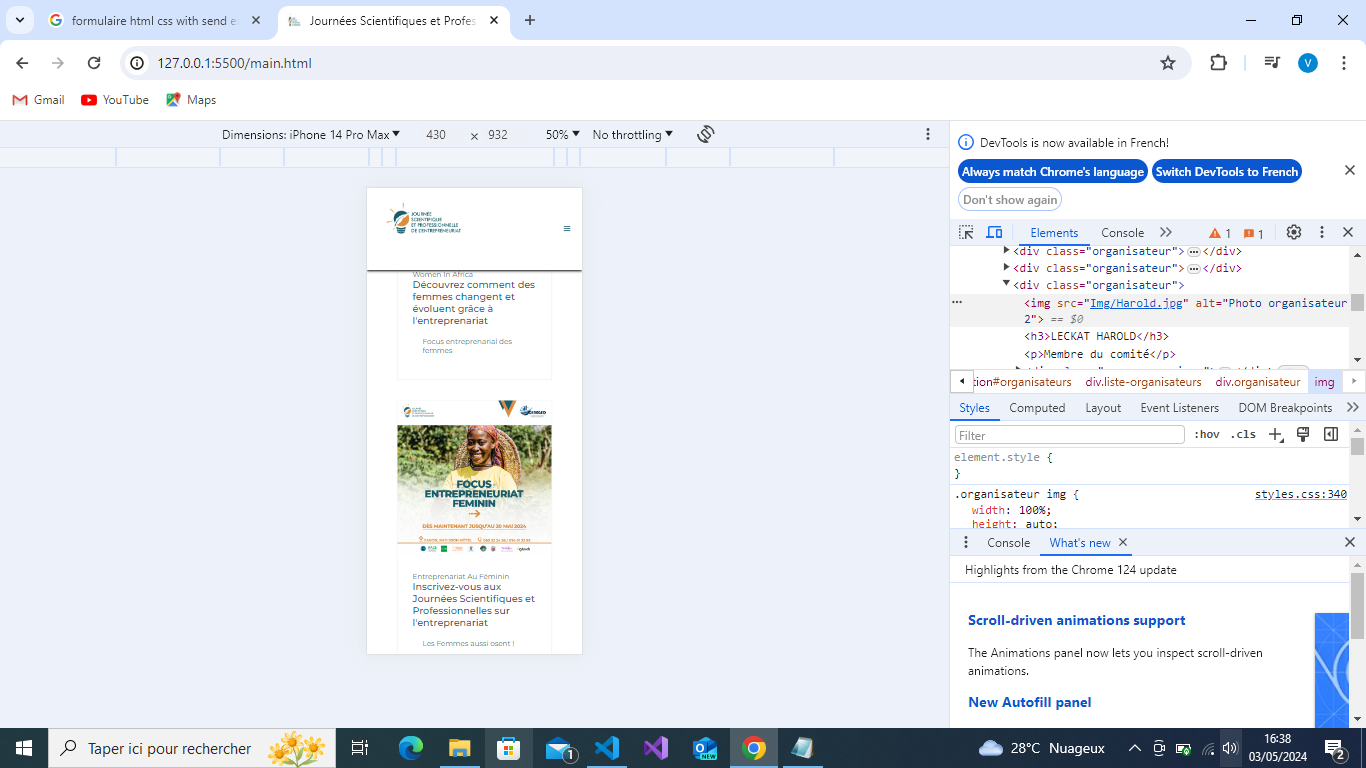 formulaire html css with send e
Journées Scientifiques et Profes
127.0.0.1:5500/main.html
V
Gmail
YouTube
Maps
Dimensions: iPhone 14 Pro Max
430
×
932
50%
No throttling
JOURNÉE
SCIENTIFIQUE
ET PROFESSIONNELLE
DE L'ENTREPREUNEURIAT
Women In Africa
Découvrez comment des
femmes changent et
évoluent grâce à
l'entreprenariat
Focus entreprenarial des
femmes
FOCUS
ENTREPRENEURIAT
FEMININ
DÈS MAINTENANT JUSQU'AU 20 MAI 2024
Entreprenariat Au Féminin
Inscrivez-vous aux
Journées Scientifiques et
Professionnelles sur
l'entreprenariat
Les Femmes aussi osent !
DevTools is now available in French!
Always match Chrome's language
Switch DevTools to French
Don't show again
Elements
Console
1
1
<div class="organisateur"> … </div>
<div class="organisateur"> … </div>
<div class="organisateur">
… <img src="Img/Harold.jpg" alt="Photo organisateur
2"> == $0
<h3>LECKAT HAROLD</h3>
<p>Membre du comité</p>
tion#organisateurs
div.liste-organisateurs
div.organisateur
img
Styles
Computed
Layout
Event Listeners
DOM Breakpoints
Filter
:hov
.cls
element.style {
}
.organisateur img {
styles.css:340
width: 100%;
height: auto;
Console
What's new
Highlights from the Chrome 124 update
Scroll-driven animations support
The Animations panel now lets you inspect scroll-driven
animations.
New Autofill panel
Taper ici pour rechercher
1
NEW
28°C Nuageux
16:38
03/05/2024
2